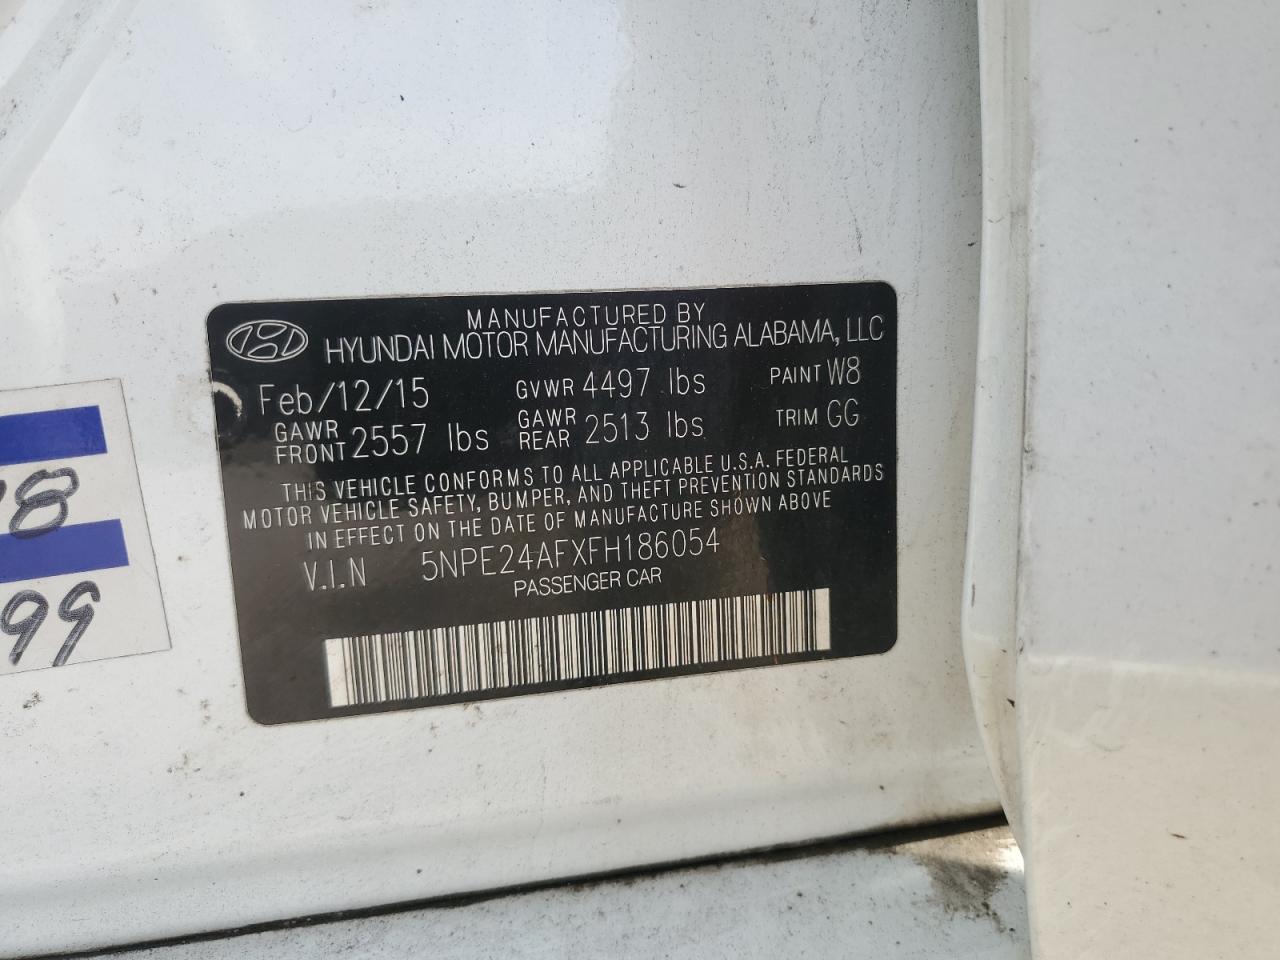 MANUFACTURED BY
HYUNDAI MOTOR MANUFACTURING ALABAMA, LLC
Feb/12/15 GVWR 4497 lbs PAINT W8
GAWR FRONT 2557 lbs GAWR REAR 2513 lbs TRIM GG
THIS VEHICLE CONFORMS TO ALL APPLICABLE U.S.A. FEDERAL
MOTOR VEHICLE SAFETY, BUMPER, AND THEFT PREVENTION STANDARDS
IN EFFECT ON THE DATE OF MANUFACTURE SHOWN ABOVE
V.I.N 5NPE24AFXFH186054
PASSENGER CAR
8
99